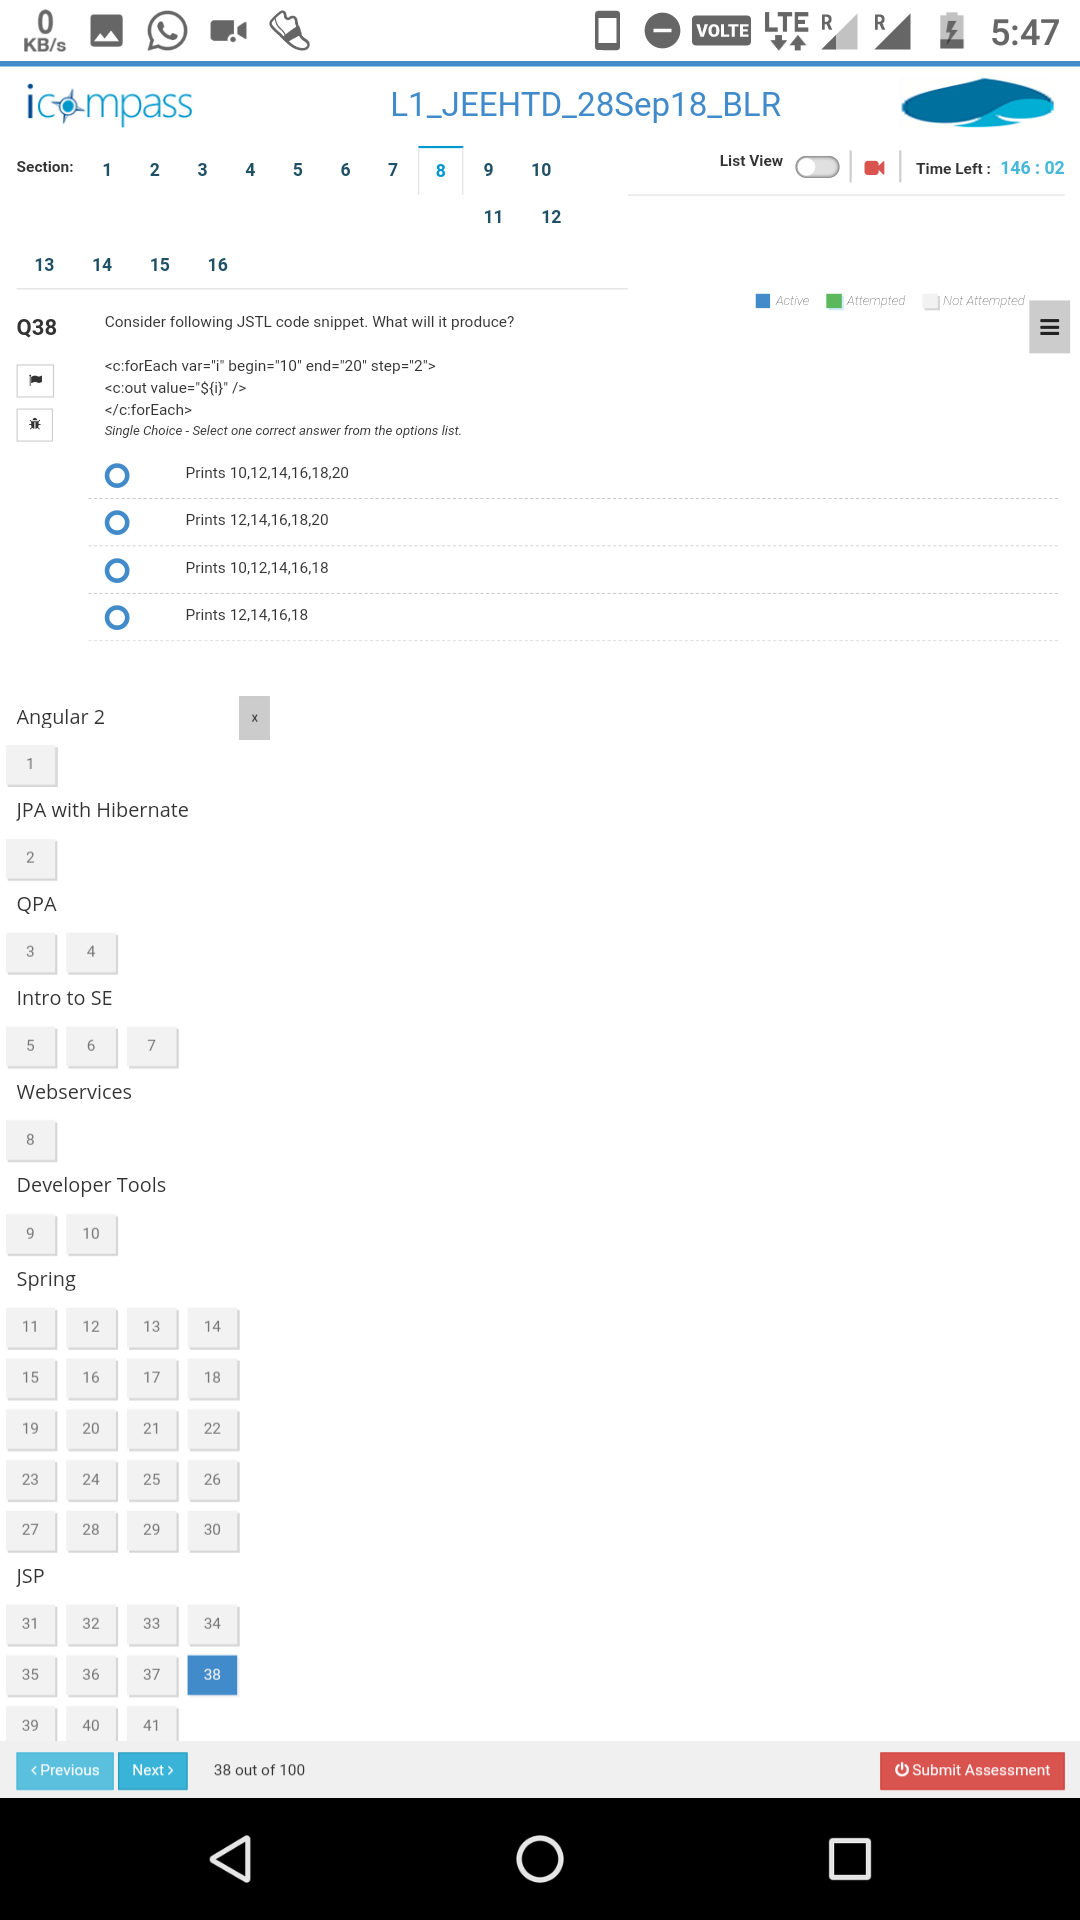 0
KB/s
VOLTE
LTE
R
R
5:47
icompass
L1_JEEHTD_28Sep18_BLR
Section:
1 2 3 4 5 6 7 8 9 10
List View
Time Left : 146 : 02
11 12
13 14 15 16
Active Attempted Not Attempted
Q38
Consider following JSTL code snippet. What will it produce?
<c:forEach var="i" begin="10" end="20" step="2">
<c:out value="${i}" />
</c:forEach>
Single Choice - Select one correct answer from the options list.
Prints 10,12,14,16,18,20
Prints 12,14,16,18,20
Prints 10,12,14,16,18
Prints 12,14,16,18
Angular 2
x
1
JPA with Hibernate
2
QPA
3 4
Intro to SE
5 6 7
Webservices
8
Developer Tools
9 10
Spring
11 12 13 14
15 16 17 18
19 20 21 22
23 24 25 26
27 28 29 30
JSP
31 32 33 34
35 36 37 38
39 40 41
‹ Previous
Next ›
38 out of 100
Submit Assessment